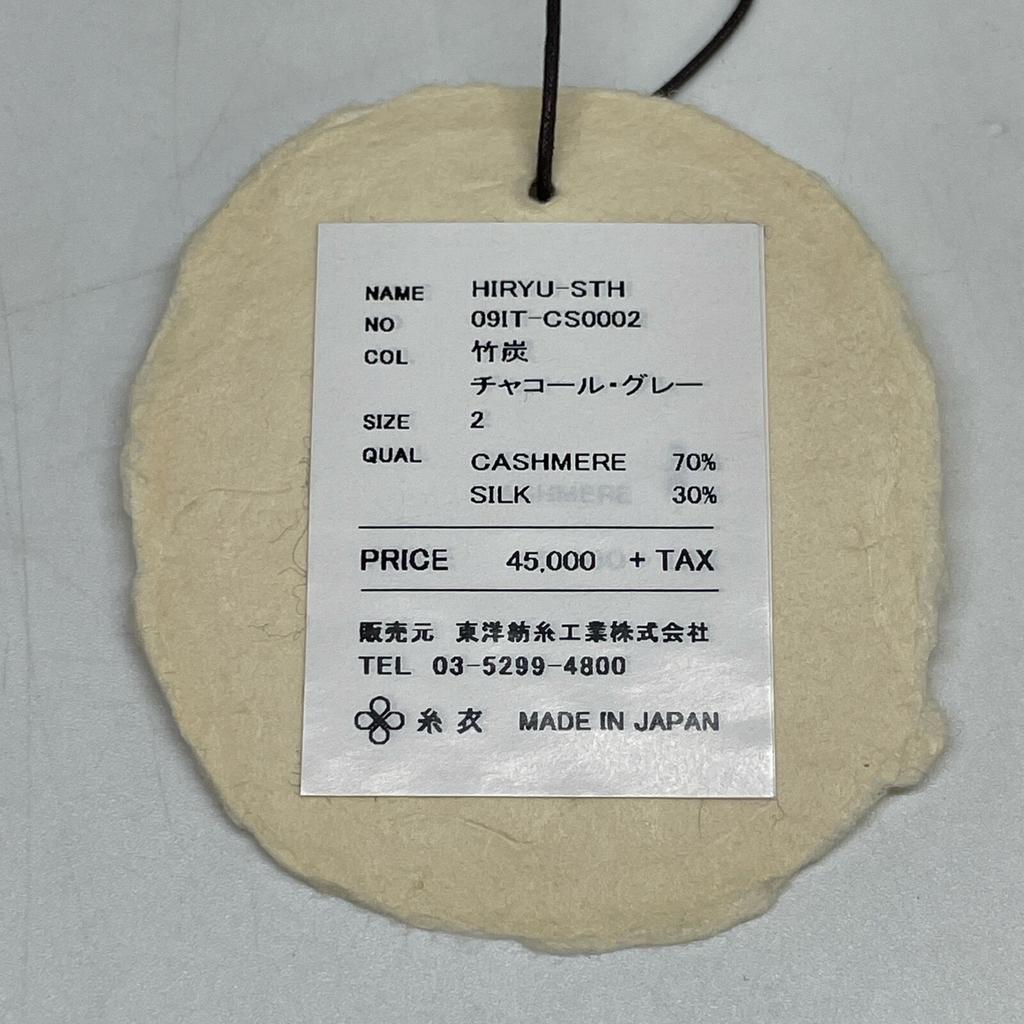 NAME HIRYU-STH
NO 09IT-CS0002
COL 竹炭
チャコール・グレー
SIZE 2
QUAL CASHMERE 70%
SILK 30%
PRICE 45,000 + TAX
販売元 東洋紡糸工業株式会社
TEL 03-5299-4800
糸衣 MADE IN JAPAN